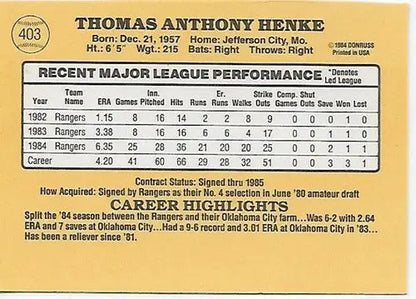 403
THOMAS ANTHONY HENKE
Born: Dec. 21, 1957 Home: Jefferson City, Mo.
Ht.: 6'5" Wgt.: 215 Bats: Right Throws: Right
© 1984 DONRUSS
PRINTED IN USA
RECENT MAJOR LEAGUE PERFORMANCE *Denotes Led League
Year Team Name ERA Games Inn. Pitched Hits Runs Er. Runs Walks Strike Outs Comp. Games Shut Outs Save Won Lost
1982 Rangers 1.15 8 16 14 2 2 8 9 0 0 0 1 0
1983 Rangers 3.38 8 16 16 6 6 4 17 0 0 1 1 0
1984 Rangers 6.35 25 28 36 21 20 20 25 0 0 2 1 1
Career 4.20 41 60 66 29 28 32 51 0 0 3 3 1
Contract Status: Signed thru 1985
How Acquired: Signed by Rangers as their No. 4 selection in June '80 amateur draft
CAREER HIGHLIGHTS
Split the '84 season between the Rangers and their Oklahoma City farm...Was 6-2 with 2.64
ERA and 7 saves at Oklahoma City...Had a 9-6 record and 3.01 ERA at Oklahoma City in '83...
Has been a reliever since '81.